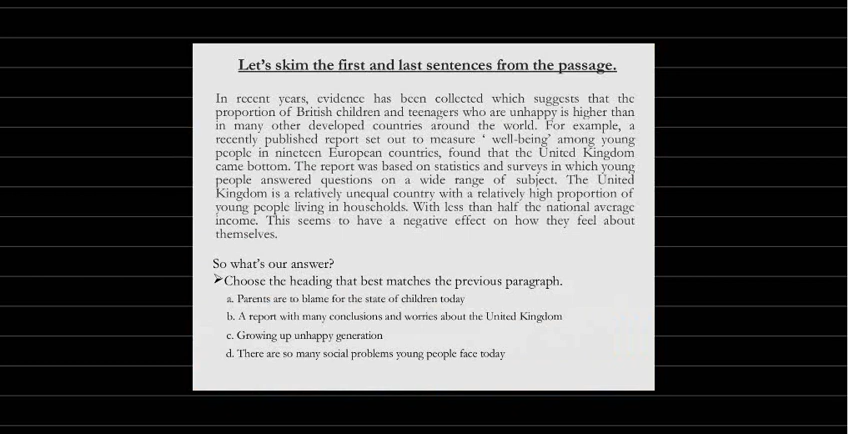 Let's skim the first and last sentences from the passage.
In recent years, evidence has been collected which suggests that the
proportion of British children and teenagers who are unhappy is higher than
in many other developed countries around the world. For example, a
recently published report set out to measure ‘ well-being’ among young
people in nineteen European countries, found that the United Kingdom
came bottom. The report was based on statistics and surveys in which young
people answered questions on a wide range of subject. The United
Kingdom is a relatively unequal country with a relatively high proportion of
young people living in households. With less than half the national average
income. This seems to have a negative effect on how they feel about
themselves.
So what's our answer?
➢Choose the heading that best matches the previous paragraph.
a. Parents are to blame for the state of children today
b. A report with many conclusions and worries about the United Kingdom
c. Growing up unhappy generation
d. There are so many social problems young people face today